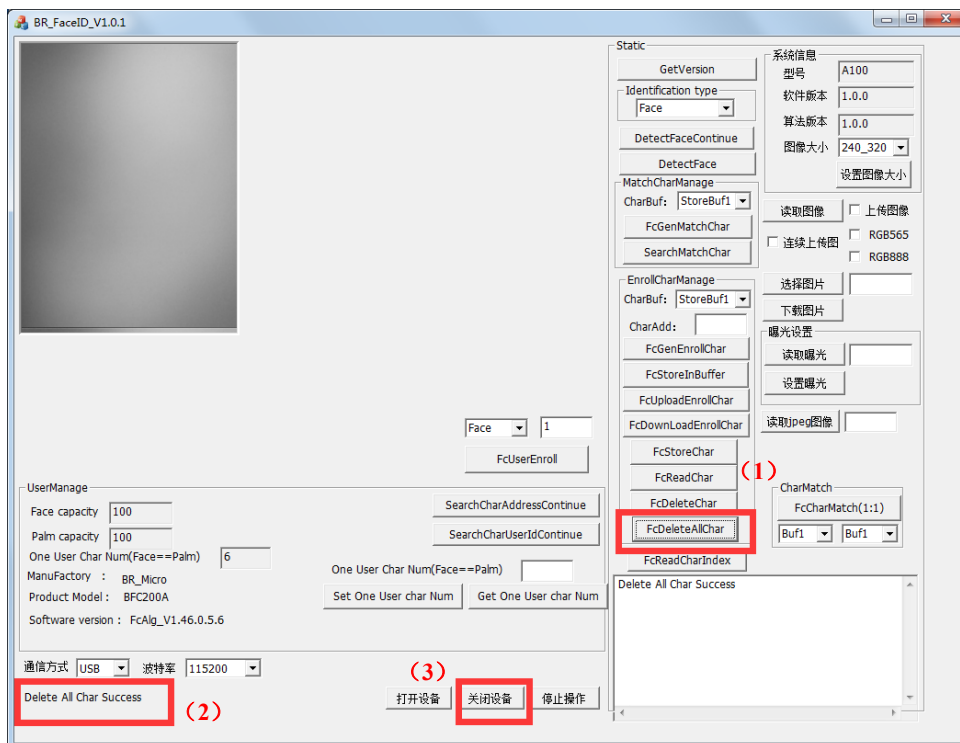 BR_FaceID_V1.0.1
Static
GetVersion
Identification type
Face
DetectFaceContinue
DetectFace
MatchCharManage
CharBuf: StoreBuf1
FcGenMatchChar
SearchMatchChar
EnrollCharManage
CharBuf: StoreBuf1
CharAdd:
FcGenEnrollChar
FcStoreInBuffer
FcUploadEnrollChar
FcDownLoadEnrollChar
FcStoreChar
FcReadChar
(1)
FcDeleteChar
FcDeleteAllChar
FcReadCharIndex
系统信息
型号 A100
软件版本 1.0.0
算法版本 1.0.0
图像大小 240_320
设置图像大小
读取图像 上传图像
连续上传图 RGB565
RGB888
选择图片
下载图片
曝光设置
读取曝光
设置曝光
读取jpeg图像
CharMatch
FcCharMatch(1:1)
Buf1 Buf1
Delete All Char Success
Face 1
FcUserEnroll
UserManage
Face capacity 100
Palm capacity 100
One User Char Num(Face==Palm) 6
ManuFactory : BR_Micro
Product Model : BFC200A
Software version : FcAlg_V1.46.0.5.6
SearchCharAddressContinue
SearchCharUserIdContinue
One User Char Num(Face==Palm)
Set One User char Num Get One User char Num
通信方式 USB 波特率 115200
Delete All Char Success
(2)
(3)
打开设备 关闭设备 停止操作